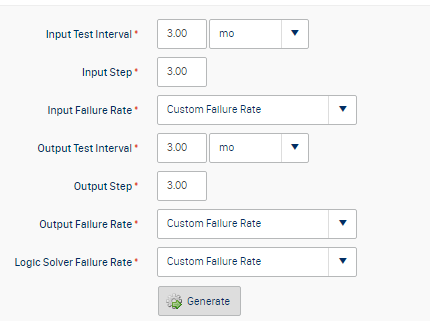 Input Test Interval * 3.00 mo
Input Step * 3.00
Input Failure Rate * Custom Failure Rate
Output Test Interval * 3.00 mo
Output Step * 3.00
Output Failure Rate * Custom Failure Rate
Logic Solver Failure Rate * Custom Failure Rate
Generate